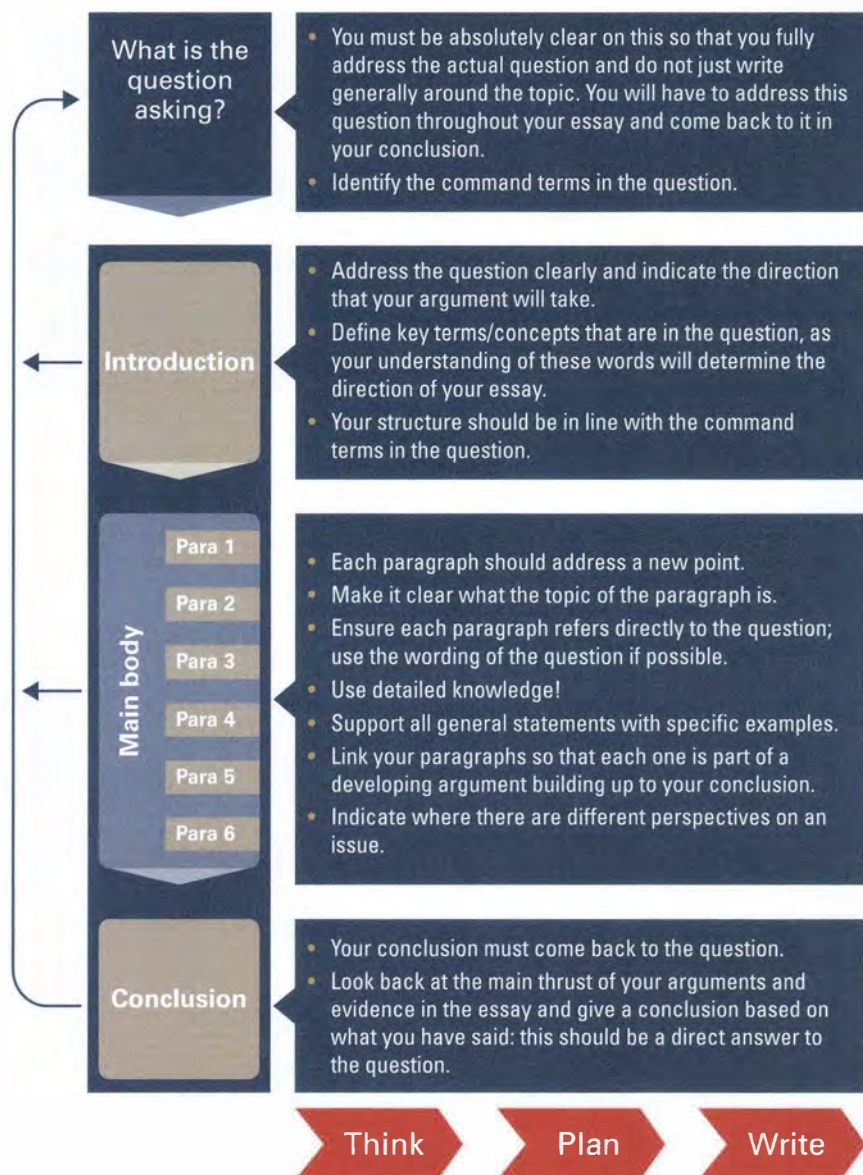 What is the
question
asking?
• You must be absolutely clear on this so that you fully
address the actual question and do not just write
generally around the topic. You will have to address this
question throughout your essay and come back to it in
your conclusion.
• Identify the command terms in the question.
Introduction
• Address the question clearly and indicate the direction
that your argument will take.
• Define key terms/concepts that are in the question, as
your understanding of these words will determine the
direction of your essay.
• Your structure should be in line with the command
terms in the question.
Main body
Para 1
Para 2
Para 3
Para 4
Para 5
Para 6
• Each paragraph should address a new point.
• Make it clear what the topic of the paragraph is.
• Ensure each paragraph refers directly to the question;
use the wording of the question if possible.
• Use detailed knowledge!
• Support all general statements with specific examples.
• Link your paragraphs so that each one is part of a
developing argument building up to your conclusion.
• Indicate where there are different perspectives on an
issue.
Conclusion
• Your conclusion must come back to the question.
• Look back at the main thrust of your arguments and
evidence in the essay and give a conclusion based on
what you have said: this should be a direct answer to
the question.
Think
Plan
Write